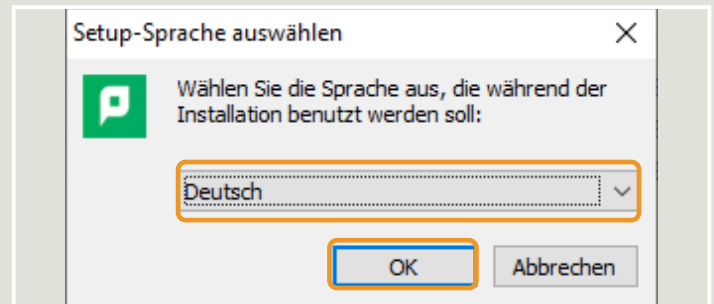 Setup-Sprache auswählen
Wählen Sie die Sprache aus, die während der
Installation benutzt werden soll:
Deutsch
OK Abbrechen